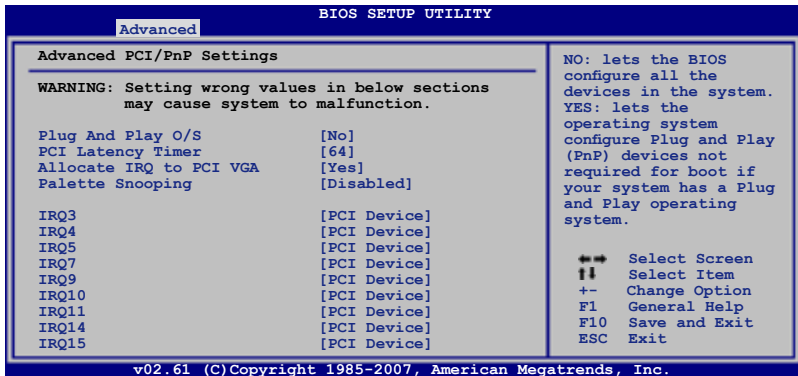 BIOS SETUP UTILITY
Advanced
Advanced PCI/PnP Settings
WARNING: Setting wrong values in below sections
may cause system to malfunction.
Plug And Play O/S [No]
PCI Latency Timer [64]
Allocate IRQ to PCI VGA [Yes]
Palette Snooping [Disabled]
IRQ3 [PCI Device]
IRQ4 [PCI Device]
IRQ5 [PCI Device]
IRQ7 [PCI Device]
IRQ9 [PCI Device]
IRQ10 [PCI Device]
IRQ11 [PCI Device]
IRQ14 [PCI Device]
IRQ15 [PCI Device]
NO: lets the BIOS
configure all the
devices in the system.
YES: lets the
operating system
configure Plug and Play
(PnP) devices not
required for boot if
your system has a Plug
and Play operating
system.
Select Screen
Select Item
+- Change Option
F1 General Help
F10 Save and Exit
ESC Exit
v02.61 (C)Copyright 1985-2007, American Megatrends, Inc.